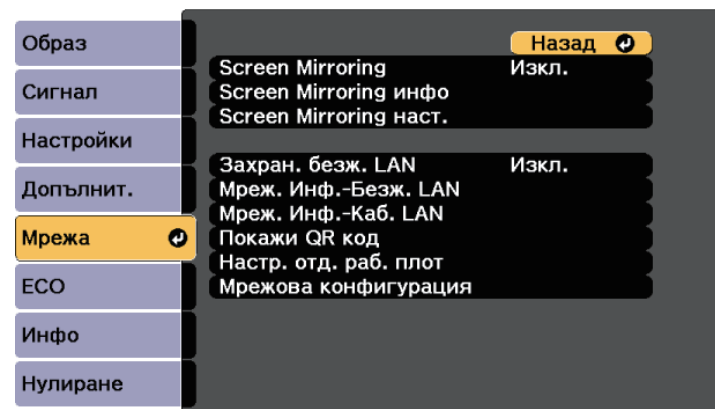 Образ
Сигнал
Настройки
Допълнит.
Мрежа
ECO
Инфо
Нулиране
Назад
Screen Mirroring Изкл.
Screen Mirroring инфо
Screen Mirroring наст.
Захран. безж. LAN Изкл.
Мреж. Инф.-Безж. LAN
Мреж. Инф.-Каб. LAN
Покажи QR код
Настр. отд. раб. плот
Мрежова конфигурация